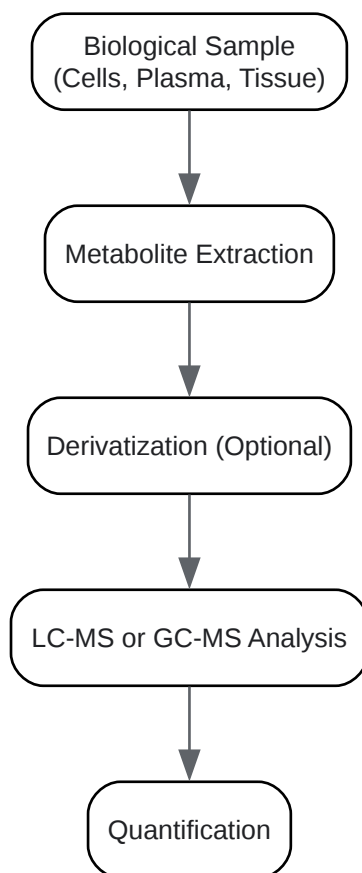 Biological Sample
(Cells, Plasma, Tissue)
Metabolite Extraction
Derivatization (Optional)
LC-MS or GC-MS Analysis
Quantification